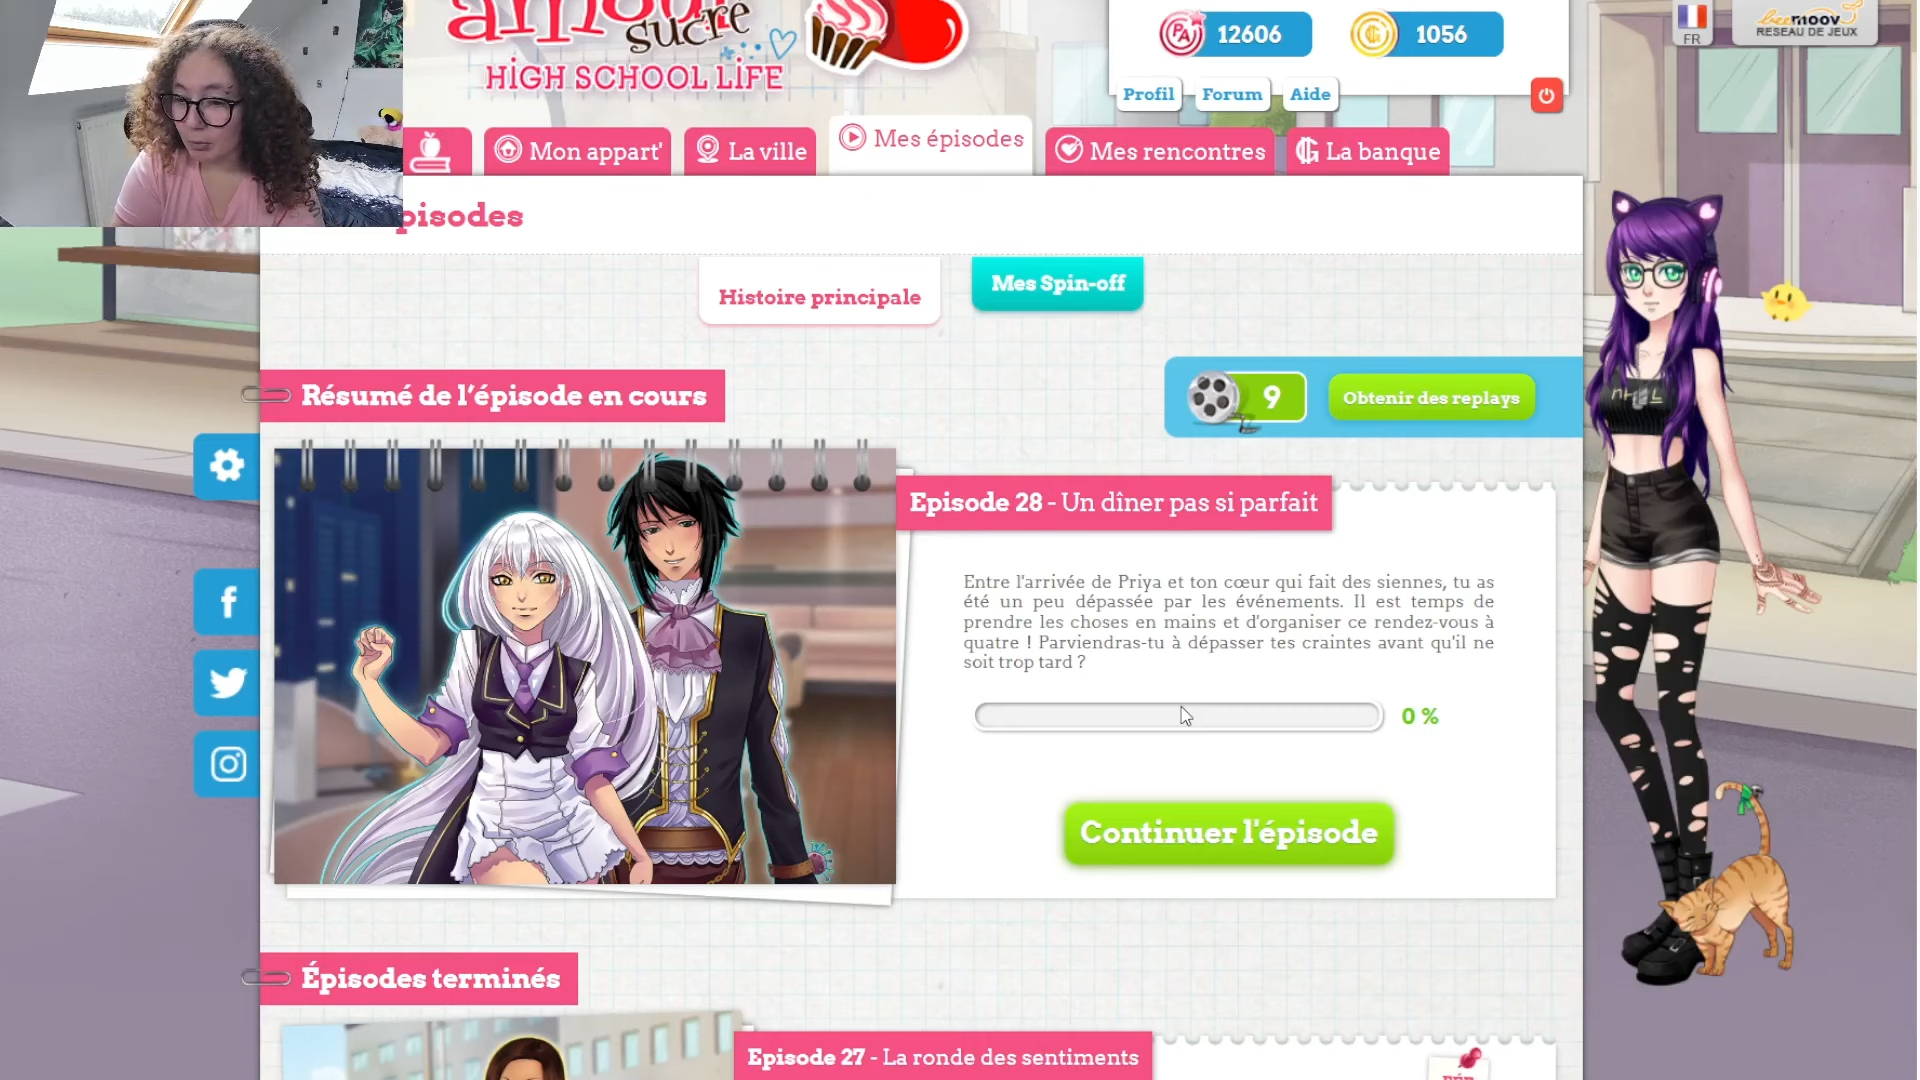 amour
sucre
HIGH SCHOOL LIFE
12606
1056
FR
beemoov
RESEAU DE JEUX
Profil
Forum
Aide
Mon appart'
La ville
Mes épisodes
Mes rencontres
La banque
pisodes
Histoire principale
Mes Spin-off
Résumé de l'épisode en cours
9
Obtenir des replays
Episode 28 - Un dîner pas si parfait
Entre l'arrivée de Priya et ton cœur qui fait des siennes, tu as
été un peu dépassée par les événements. Il est temps de
prendre les choses en mains et d'organiser ce rendez-vous à
quatre ! Parviendras-tu à dépasser tes craintes avant qu'il ne
soit trop tard ?
0 %
Continuer l'épisode
Épisodes terminés
Episode 27 - La ronde des sentiments